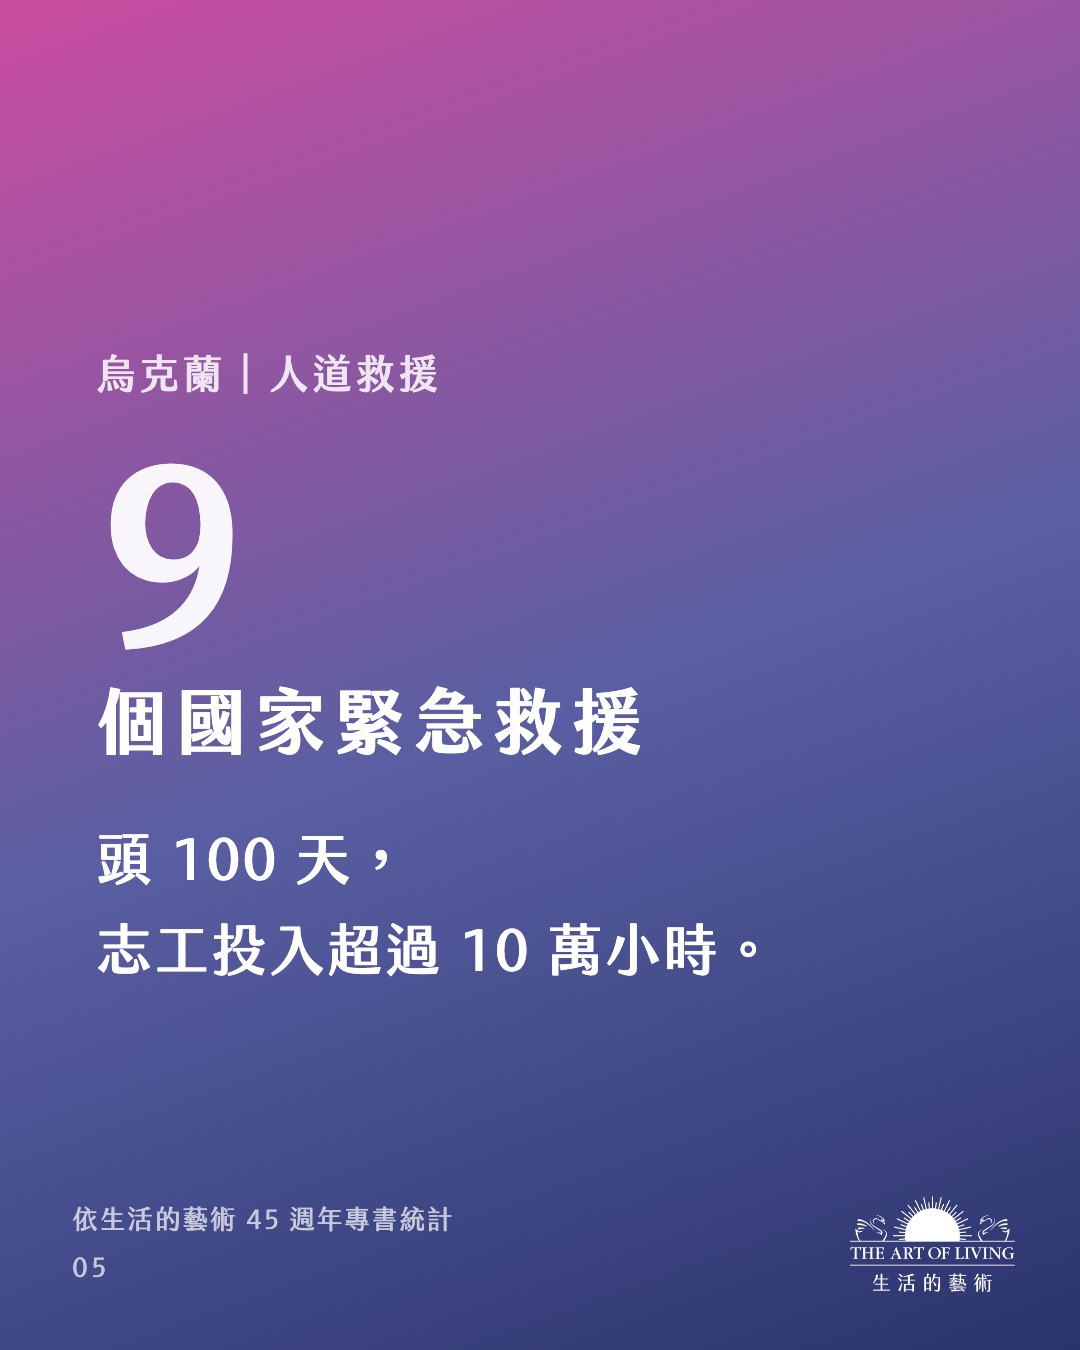 烏克蘭｜人道救援
9
個國家緊急救援
頭 100 天，
志工投入超過 10 萬小時。
依生活的藝術 45 週年專書統計
05
THE ART OF LIVING
生活的藝術